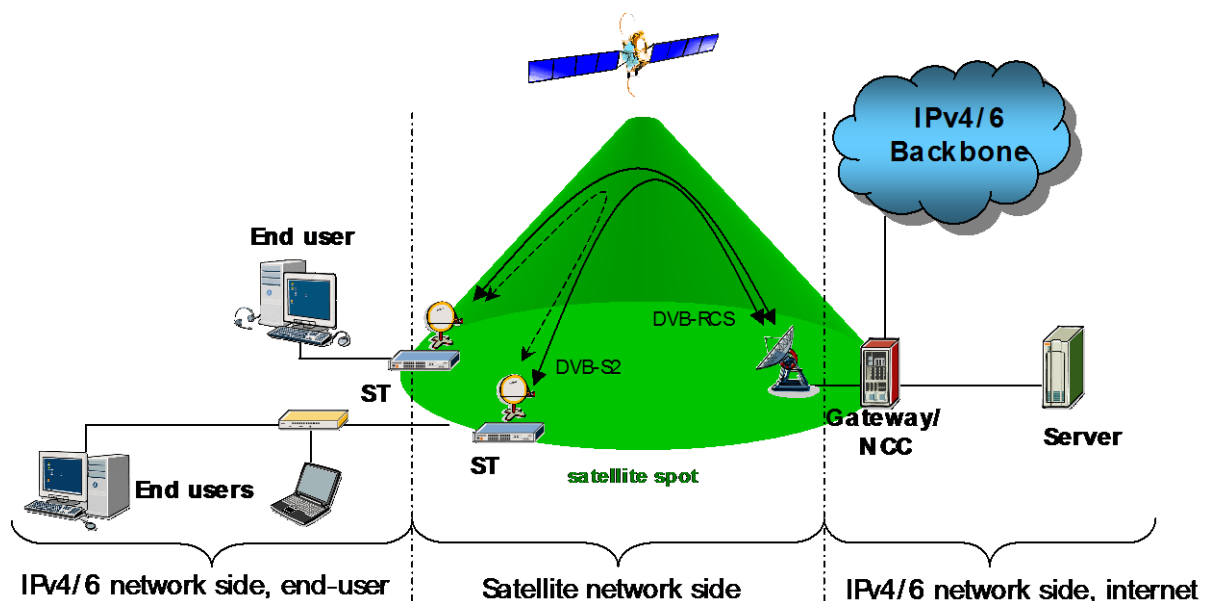 IPv4/6
Backbone
End user
DVB-RCS
DVB-S2
ST
ST
Gateway/
NCC
Server
End users
satellite spot
IPv4/6 network side, end-user
Satellite network side
IPv4/6 network side, internet